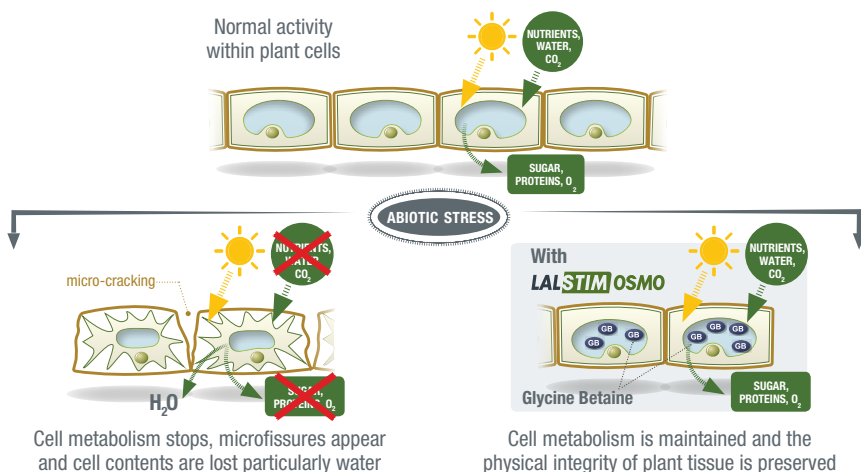 Normal activity
within plant cells
NUTRIENTS,
WATER,
CO₂
SUGAR,
PROTEINS, O₂
ABIOTIC STRESS
micro-cracking
NUTRIENTS,
WATER
CO₂
H₂O
SUGAR,
PROTEINS, O₂
Cell metabolism stops, microfissures appear
and cell contents are lost particularly water
With
LALSTIM OSMO
NUTRIENTS,
WATER,
CO₂
GB GB GB GB GB GB GB
GB
Glycine Betaine
SUGAR,
PROTEINS, O₂
Cell metabolism is maintained and the
physical integrity of plant tissue is preserved